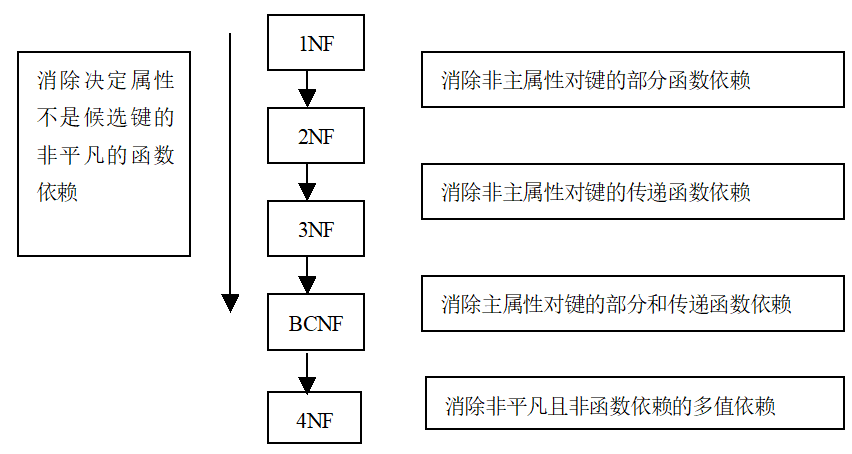 消除决定属性
不是候选键的
非平凡的函数
依赖
1NF
2NF
3NF
BCNF
4NF
消除非主属性对键的部分函数依赖
消除非主属性对键的传递函数依赖
消除主属性对键的部分和传递函数依赖
消除非平凡且非函数依赖的多值依赖